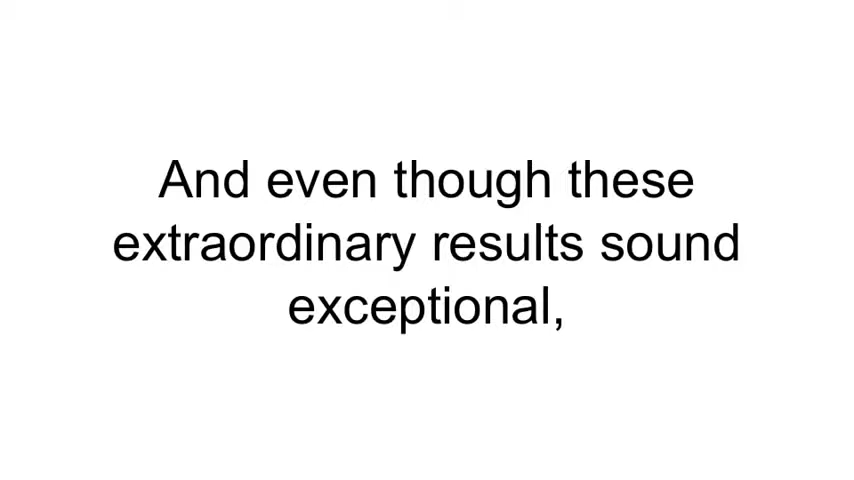 And even though these
extraordinary results sound
exceptional,